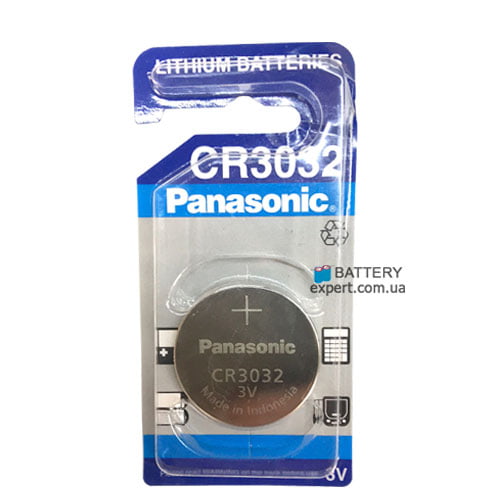 LITHIUM BATTERIES
CR3032
Panasonic
BATTERY
expert.com.ua
Panasonic
CR3032
3V
Made in Indonesia
3V